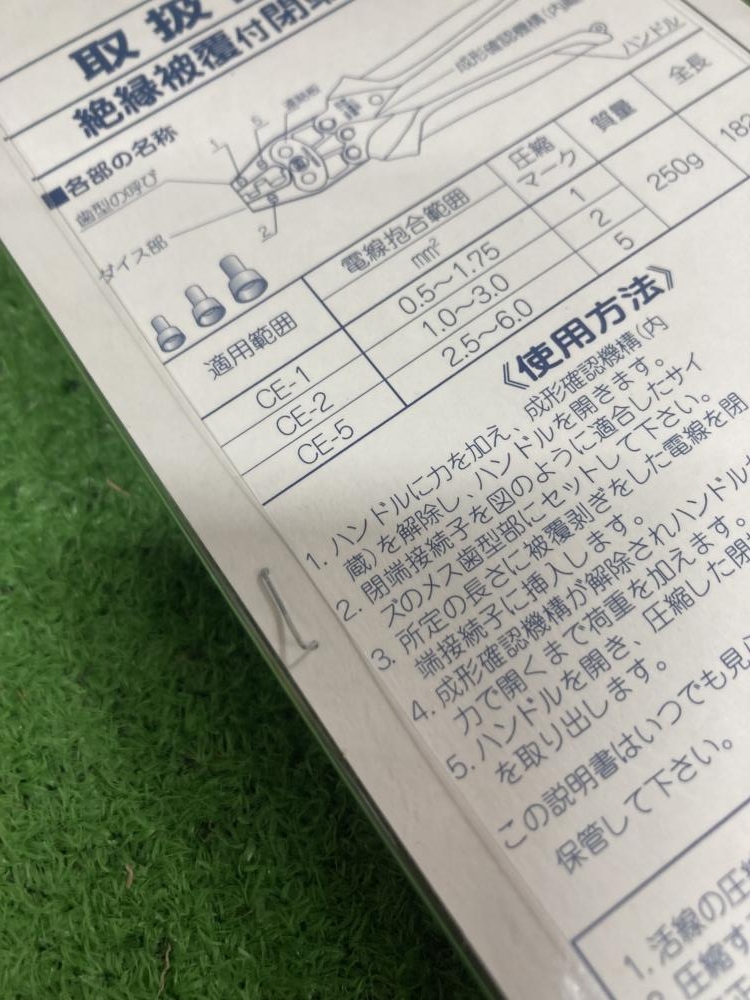 取扱
絶縁被覆付閉端
■各部の名称
歯型の呼び
ダイス部
1
5
2
成形確認機構(内
ハンドル
適用範囲 電線抱合範囲 mm² 圧縮マーク 質量 全長
CE-1 0.5〜1.75 1 250g 182
CE-2 1.0〜3.0 2
CE-5 2.5〜6.0 5
《使用方法》
1. ハンドルに力を加え、成形確認機構(内
蔵)を解除し、ハンドルを開きます。
2. 閉端接続子を図のように適合したサイ
ズのメス歯型部にセットして下さい。
3. 所定の長さに被覆剥ぎをした電線を閉
端接続子に挿入します。
4. 成形確認機構が解除されハンドルが
力で開くまで荷重を加えます。
5. ハンドルを開き、圧縮した閉
を取り出します。
この説明書はいつでも見
保管して下さい。
1. 活線の圧
2. 圧縮す